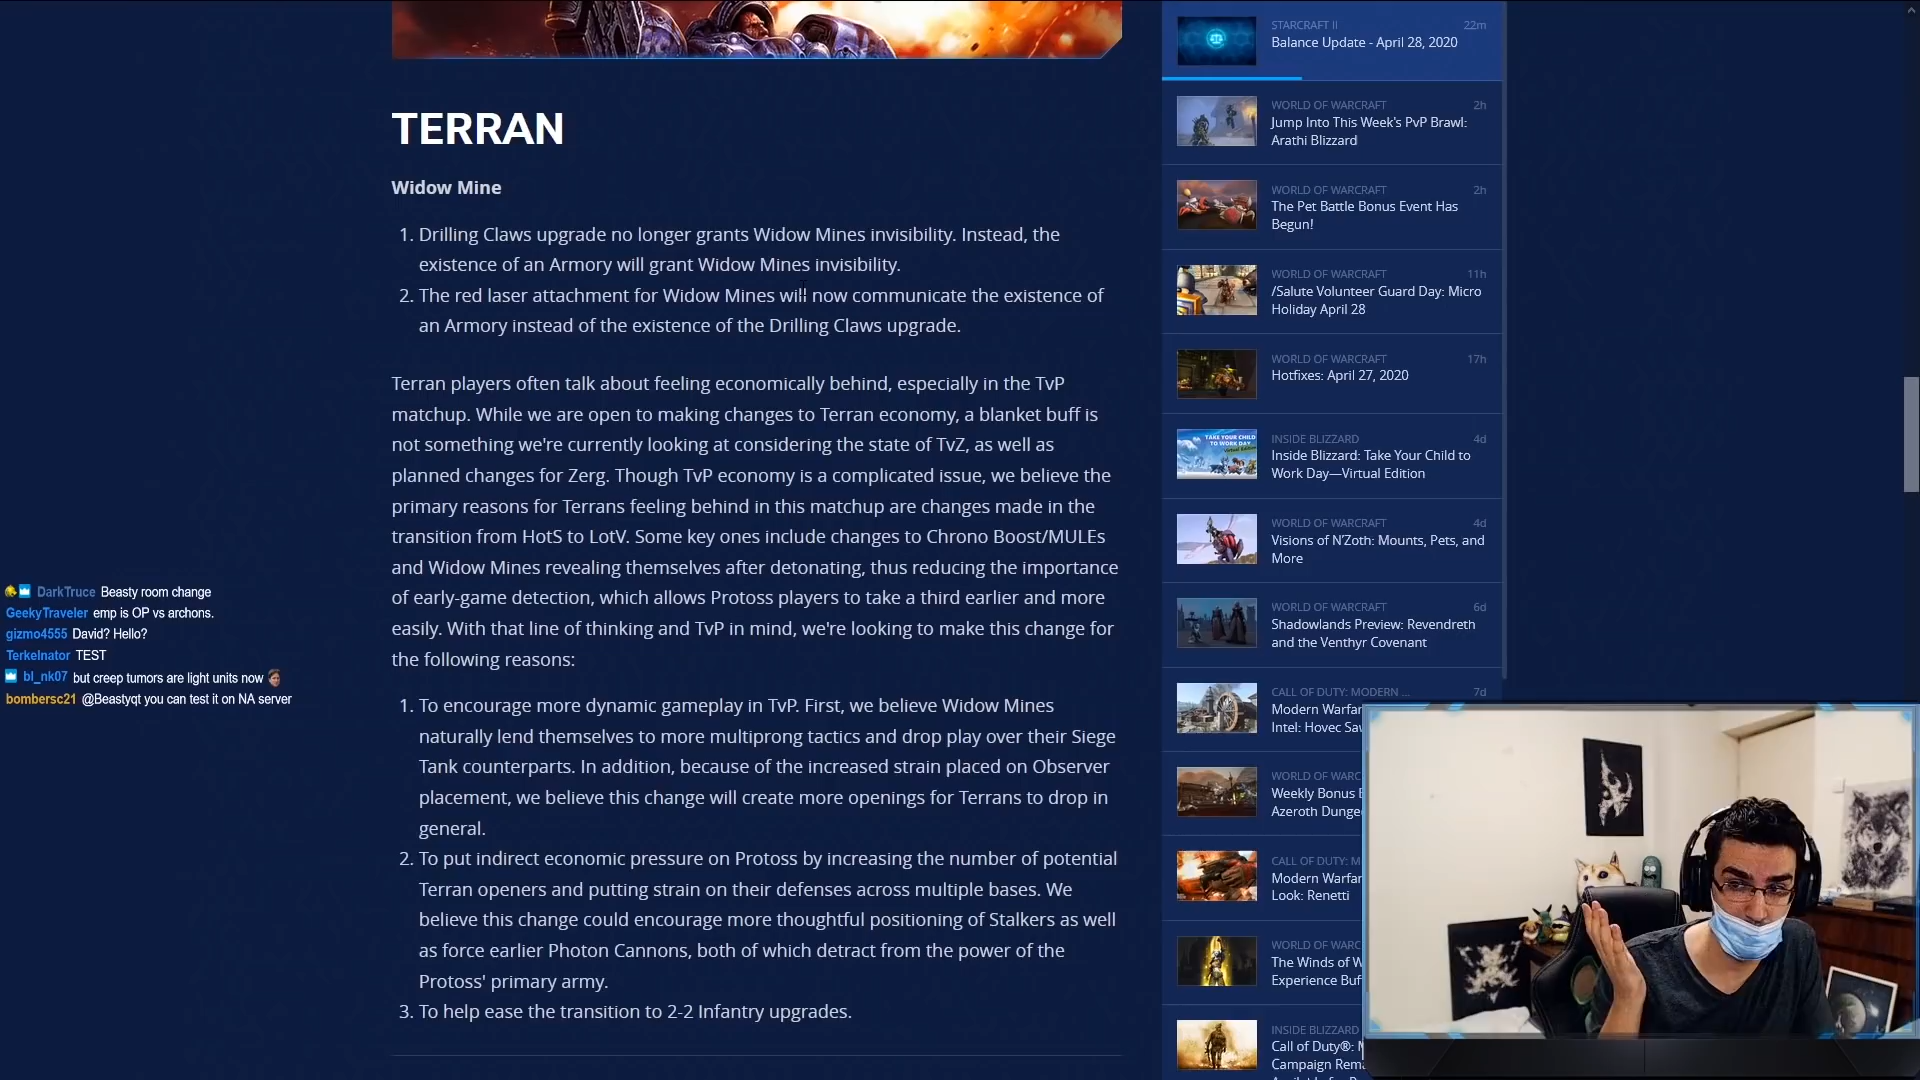 TERRAN
Widow Mine
1. Drilling Claws upgrade no longer grants Widow Mines invisibility. Instead, the
existence of an Armory will grant Widow Mines invisibility.
2. The red laser attachment for Widow Mines will now communicate the existence of
an Armory instead of the existence of the Drilling Claws upgrade.
Terran players often talk about feeling economically behind, especially in the TvP
matchup. While we are open to making changes to Terran economy, a blanket buff is
not something we're currently looking at considering the state of TvZ, as well as
planned changes for Zerg. Though TvP economy is a complicated issue, we believe the
primary reasons for Terrans feeling behind in this matchup are changes made in the
transition from HotS to LotV. Some key ones include changes to Chrono Boost/MULEs
and Widow Mines revealing themselves after detonating, thus reducing the importance
of early-game detection, which allows Protoss players to take a third earlier and more
easily. With that line of thinking and TvP in mind, we're looking to make this change for
the following reasons:
1. To encourage more dynamic gameplay in TvP. First, we believe Widow Mines
naturally lend themselves to more multiprong tactics and drop play over their Siege
Tank counterparts. In addition, because of the increased strain placed on Observer
placement, we believe this change will create more openings for Terrans to drop in
general.
2. To put indirect economic pressure on Protoss by increasing the number of potential
Terran openers and putting strain on their defenses across multiple bases. We
believe this change could encourage more thoughtful positioning of Stalkers as well
as force earlier Photon Cannons, both of which detract from the power of the
Protoss' primary army.
3. To help ease the transition to 2-2 Infantry upgrades.
DarkTruce Beasty room change
GeekyTraveler emp is OP vs archons.
gizmo4555 David? Hello?
Terkelnator TEST
bl_nk07 but creep tumors are light units now
bombersc21 @Beastyqt you can test it on NA server
STARCRAFT II 22m
Balance Update - April 28, 2020
WORLD OF WARCRAFT 2h
Jump Into This Week's PvP Brawl:
Arathi Blizzard
WORLD OF WARCRAFT 2h
The Pet Battle Bonus Event Has
Begun!
WORLD OF WARCRAFT 11h
/Salute Volunteer Guard Day: Micro
Holiday April 28
WORLD OF WARCRAFT 17h
Hotfixes: April 27, 2020
TAKE YOUR CHILD
TO WORK DAY
INSIDE BLIZZARD 4d
Inside Blizzard: Take Your Child to
Work Day—Virtual Edition
WORLD OF WARCRAFT 4d
Visions of N'Zoth: Mounts, Pets, and
More
WORLD OF WARCRAFT 6d
Shadowlands Preview: Revendreth
and the Venthyr Covenant
CALL OF DUTY: MODERN ... 7d
Modern Warfar
Intel: Hovec Sav
WORLD OF WARC
Weekly Bonus E
Azeroth Dunge
CALL OF DUTY: M
Modern Warfar
Look: Renetti
WORLD OF WARC
The Winds of W
Experience Buf
INSIDE BLIZZARD
Call of Duty®: M
Campaign Rema